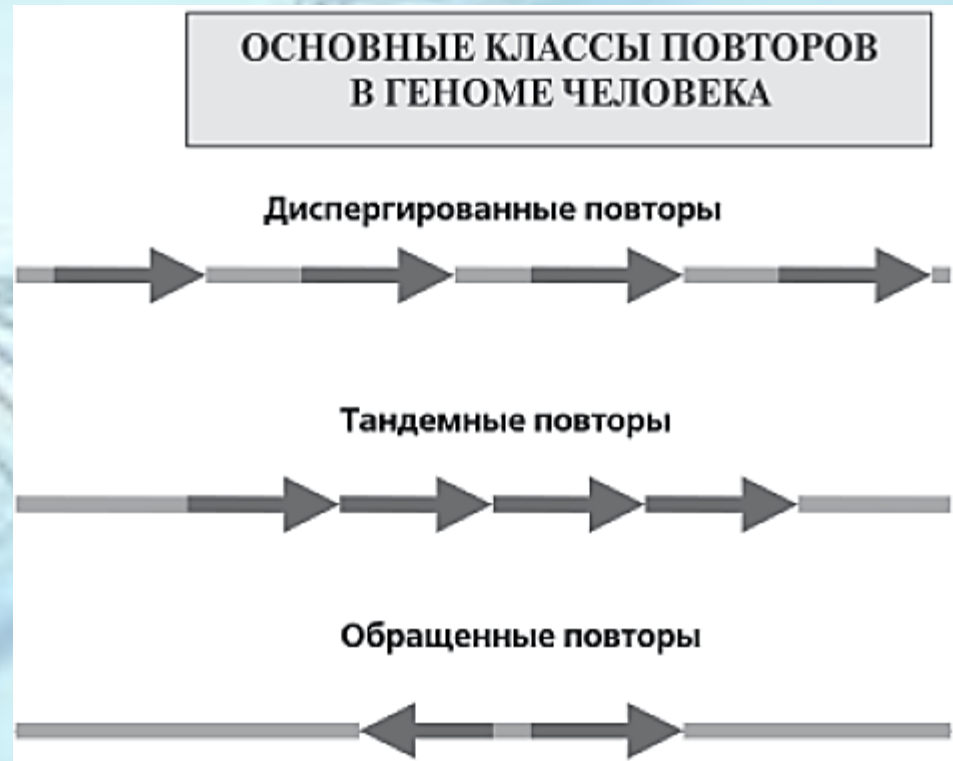 ОСНОВНЫЕ КЛАССЫ ПОВТОРОВ
В ГЕНОМЕ ЧЕЛОВЕКА
Диспергированные повторы
Тандемные повторы
Обращенные повторы